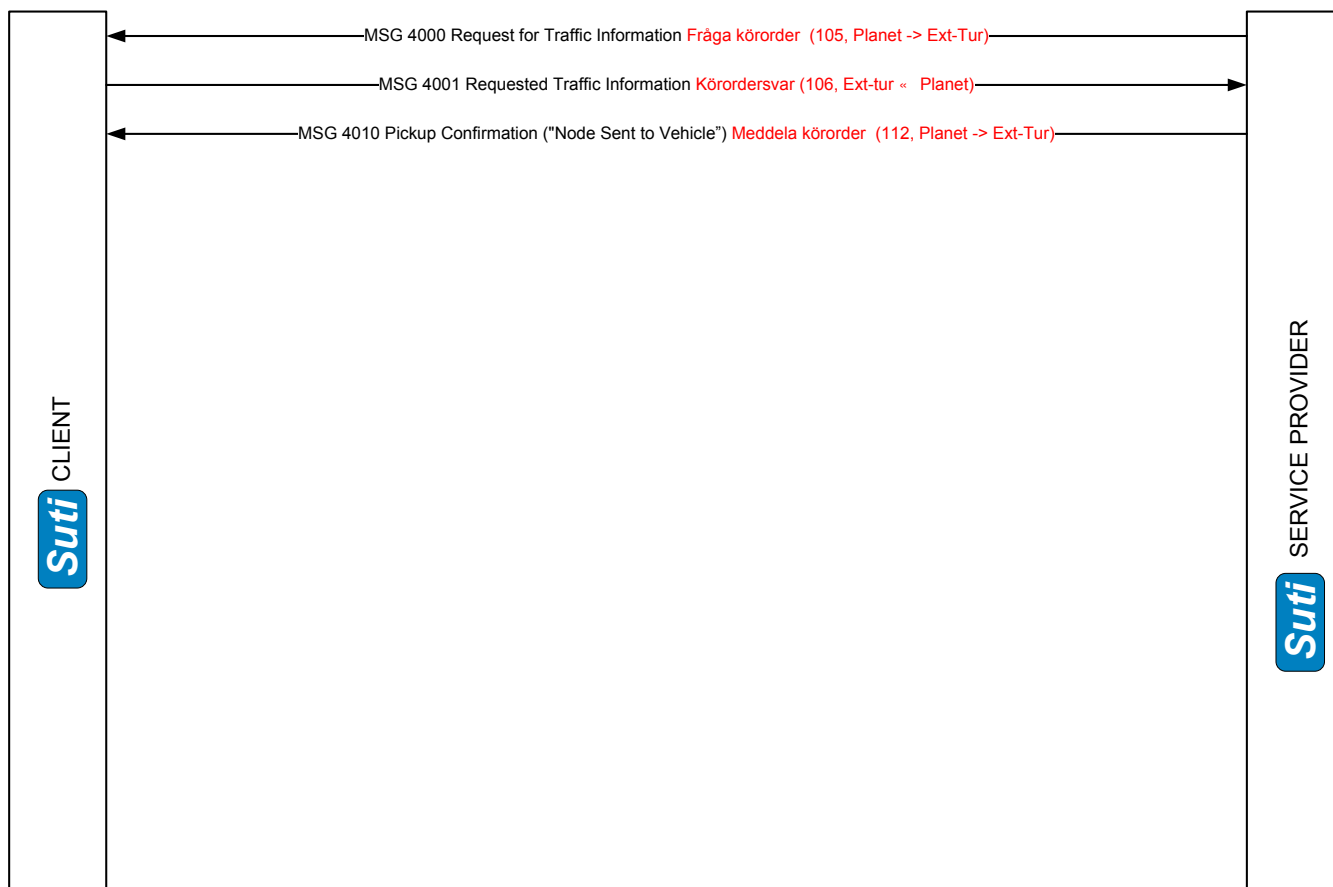 MSG 4000 Request for Traffic Information Fråga körorder (105, Planet -> Ext-Tur)
MSG 4001 Requested Traffic Information Körordersvar (106, Ext-tur « Planet)
MSG 4010 Pickup Confirmation ("Node Sent to Vehicle”) Meddela körorder (112, Planet -> Ext-Tur)
Suti CLIENT
Suti SERVICE PROVIDER